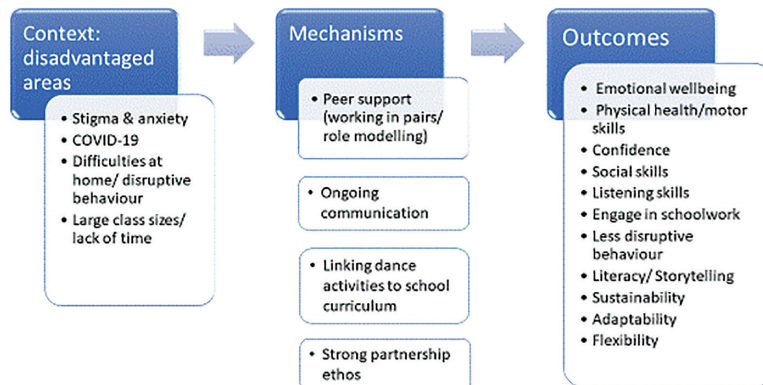 Context:
disadvantaged
areas
• Stigma & anxiety
• COVID-19
• Difficulties at
home/ disruptive
behaviour
• Large class sizes/
lack of time
Mechanisms
• Peer support
(working in pairs/
role modelling)
• Ongoing
communication
• Linking dance
activities to school
curriculum
• Strong partnership
ethos
Outcomes
• Emotional wellbeing
• Physical health/motor
skills
• Confidence
• Social skills
• Listening skills
• Engage in schoolwork
• Less disruptive
behaviour
• Literacy/ Storytelling
• Sustainability
• Adaptability
• Flexibility